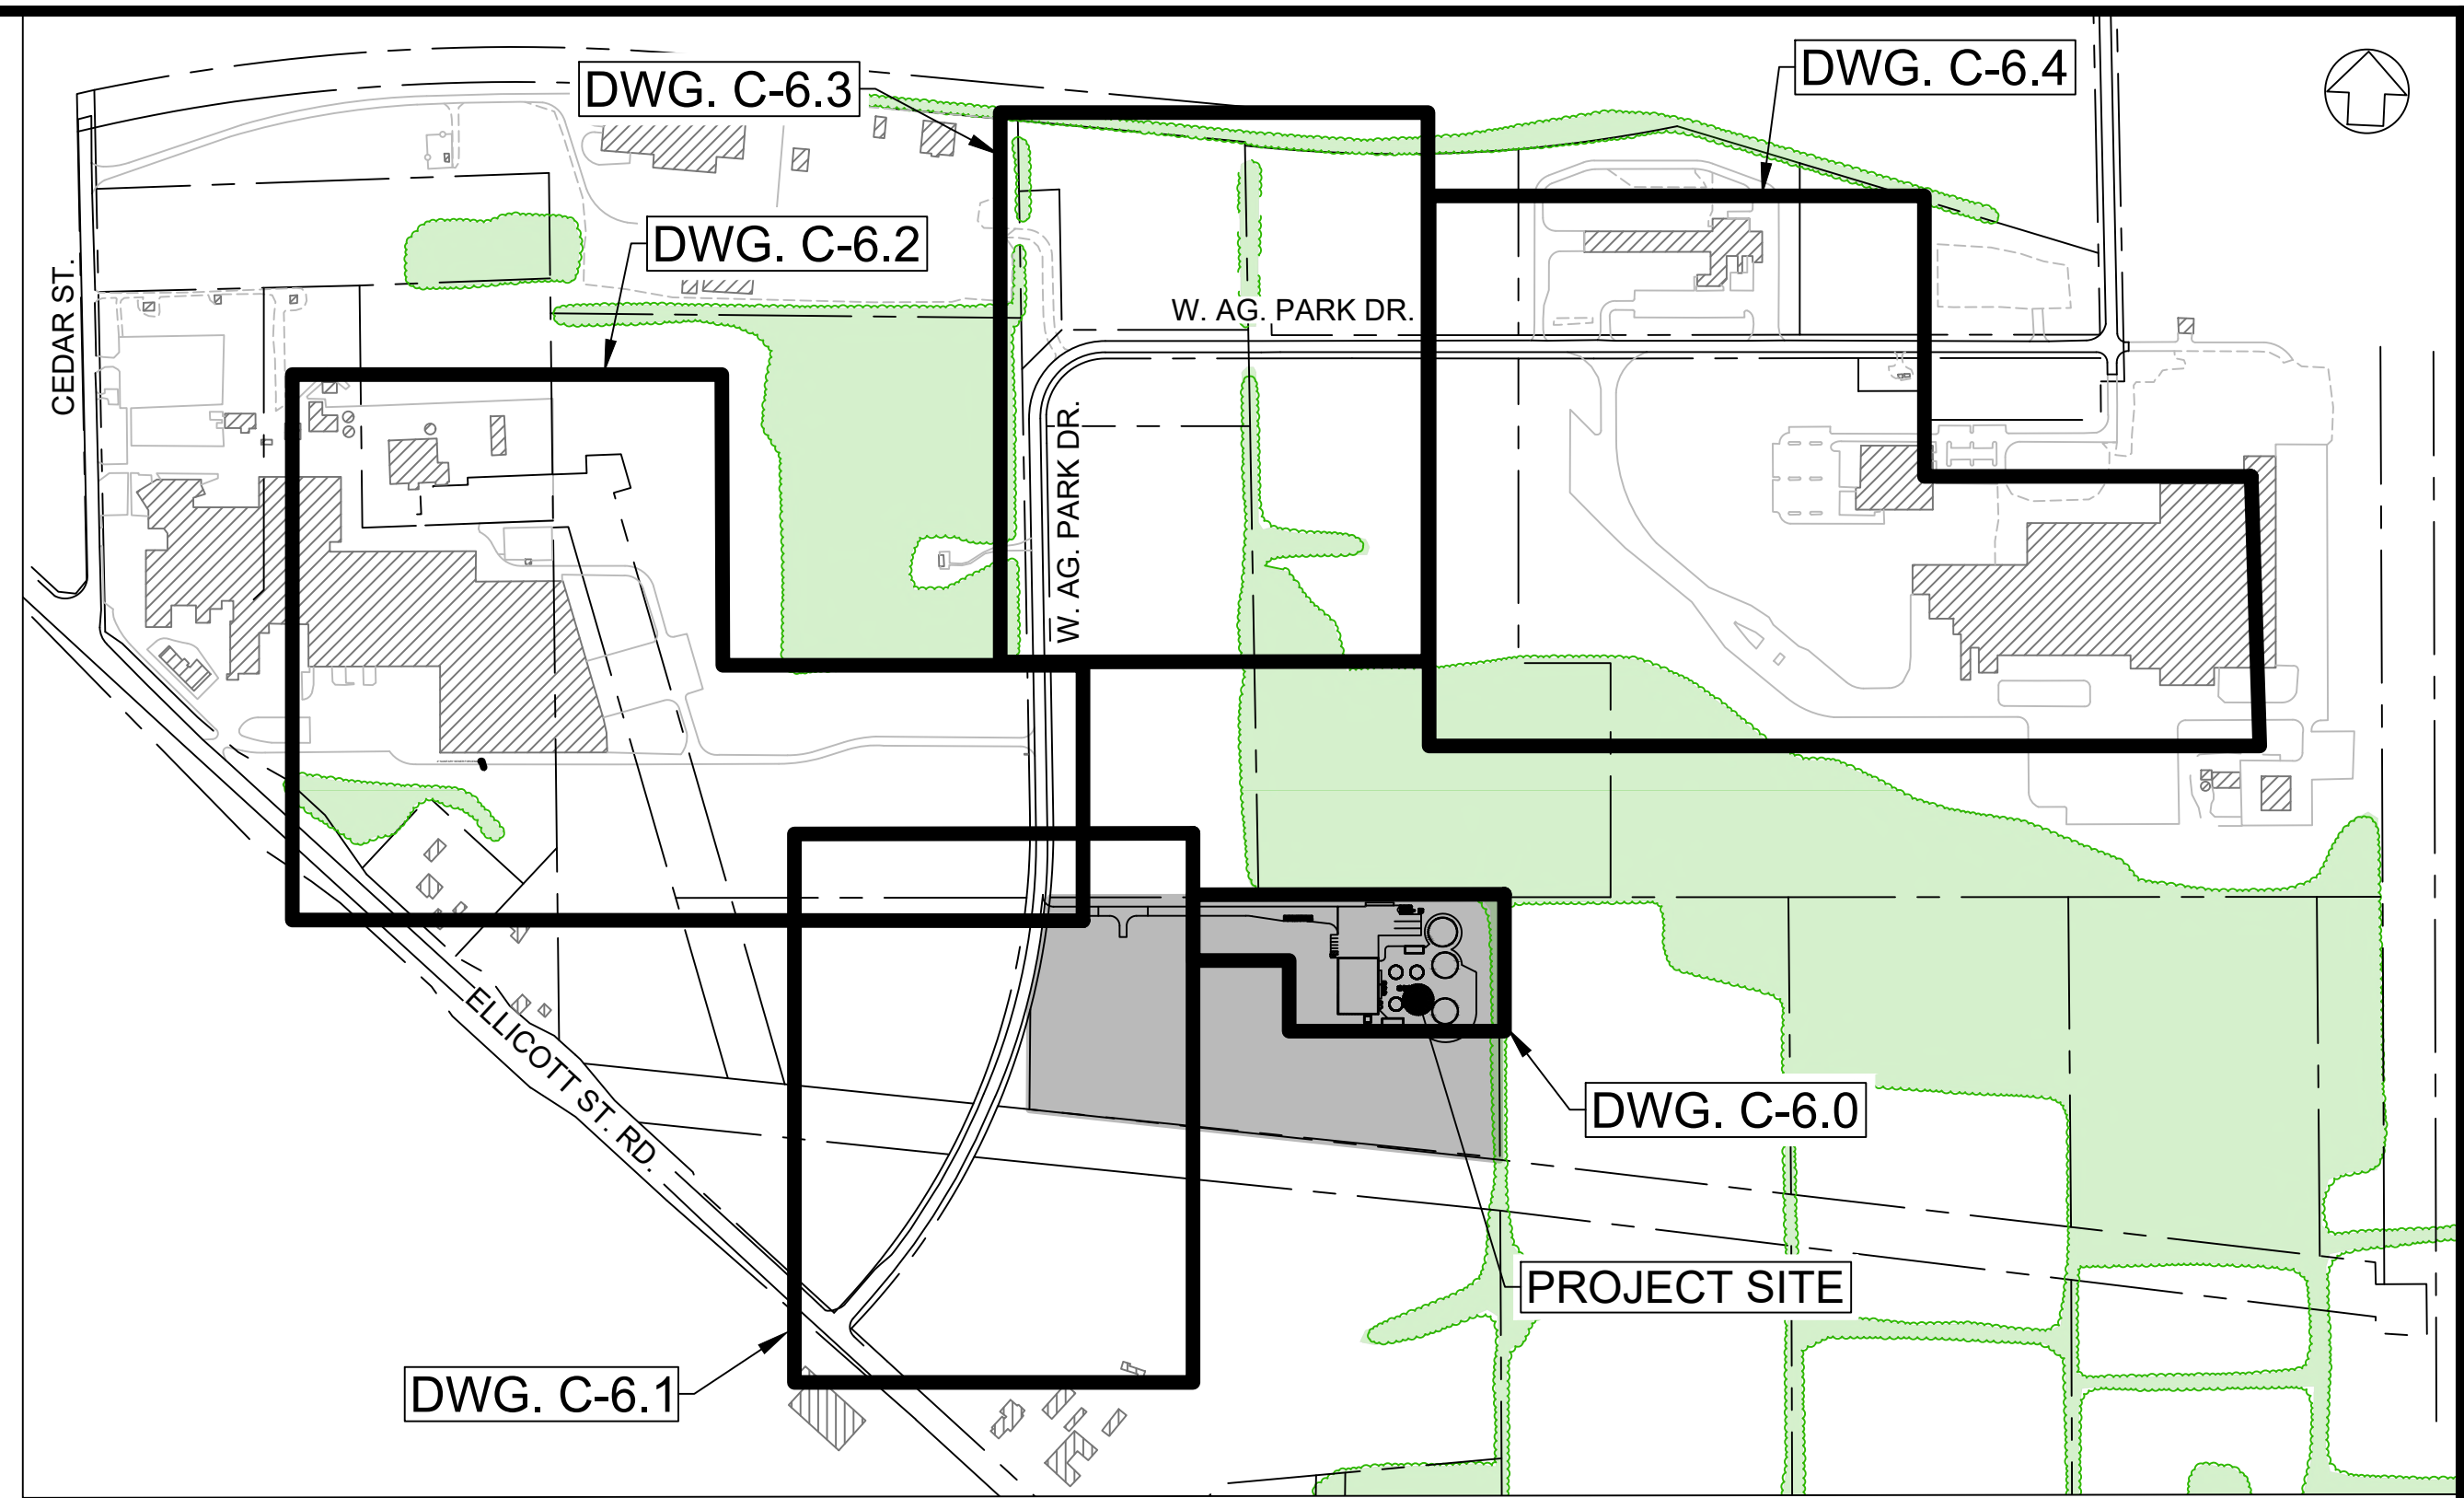 DWG. C-6.4
DWG. C-6.3
DWG. C-6.2
CEDAR ST.
W. AG. PARK DR.
W. AG. PARK DR.
ELLICOTT ST. RD.
DWG. C-6.0
PROJECT SITE
DWG. C-6.1